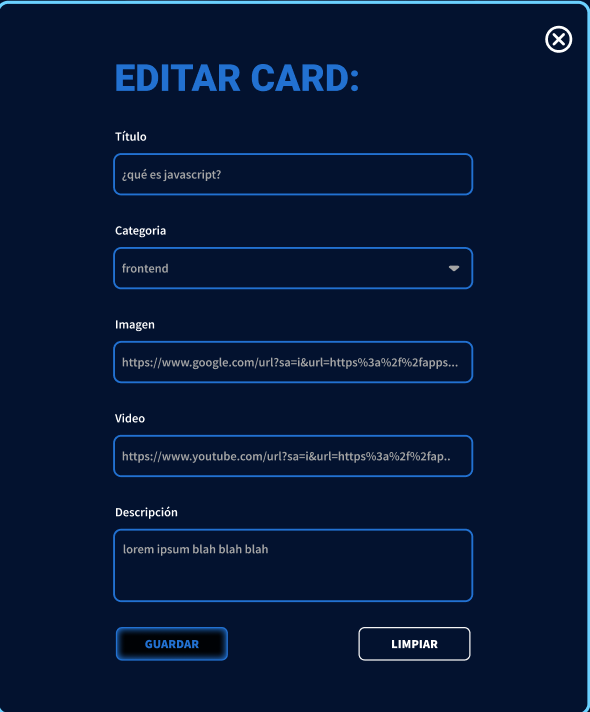 EDITAR CARD:
Título
¿qué es javascript?
Categoria
frontend
Imagen
https://www.google.com/url?sa=i&url=https%3a%2f%2fapps...
Video
https://www.youtube.com/url?sa=i&url=https%3a%2f%2fap..
Descripción
lorem ipsum blah blah blah
GUARDAR
LIMPIAR